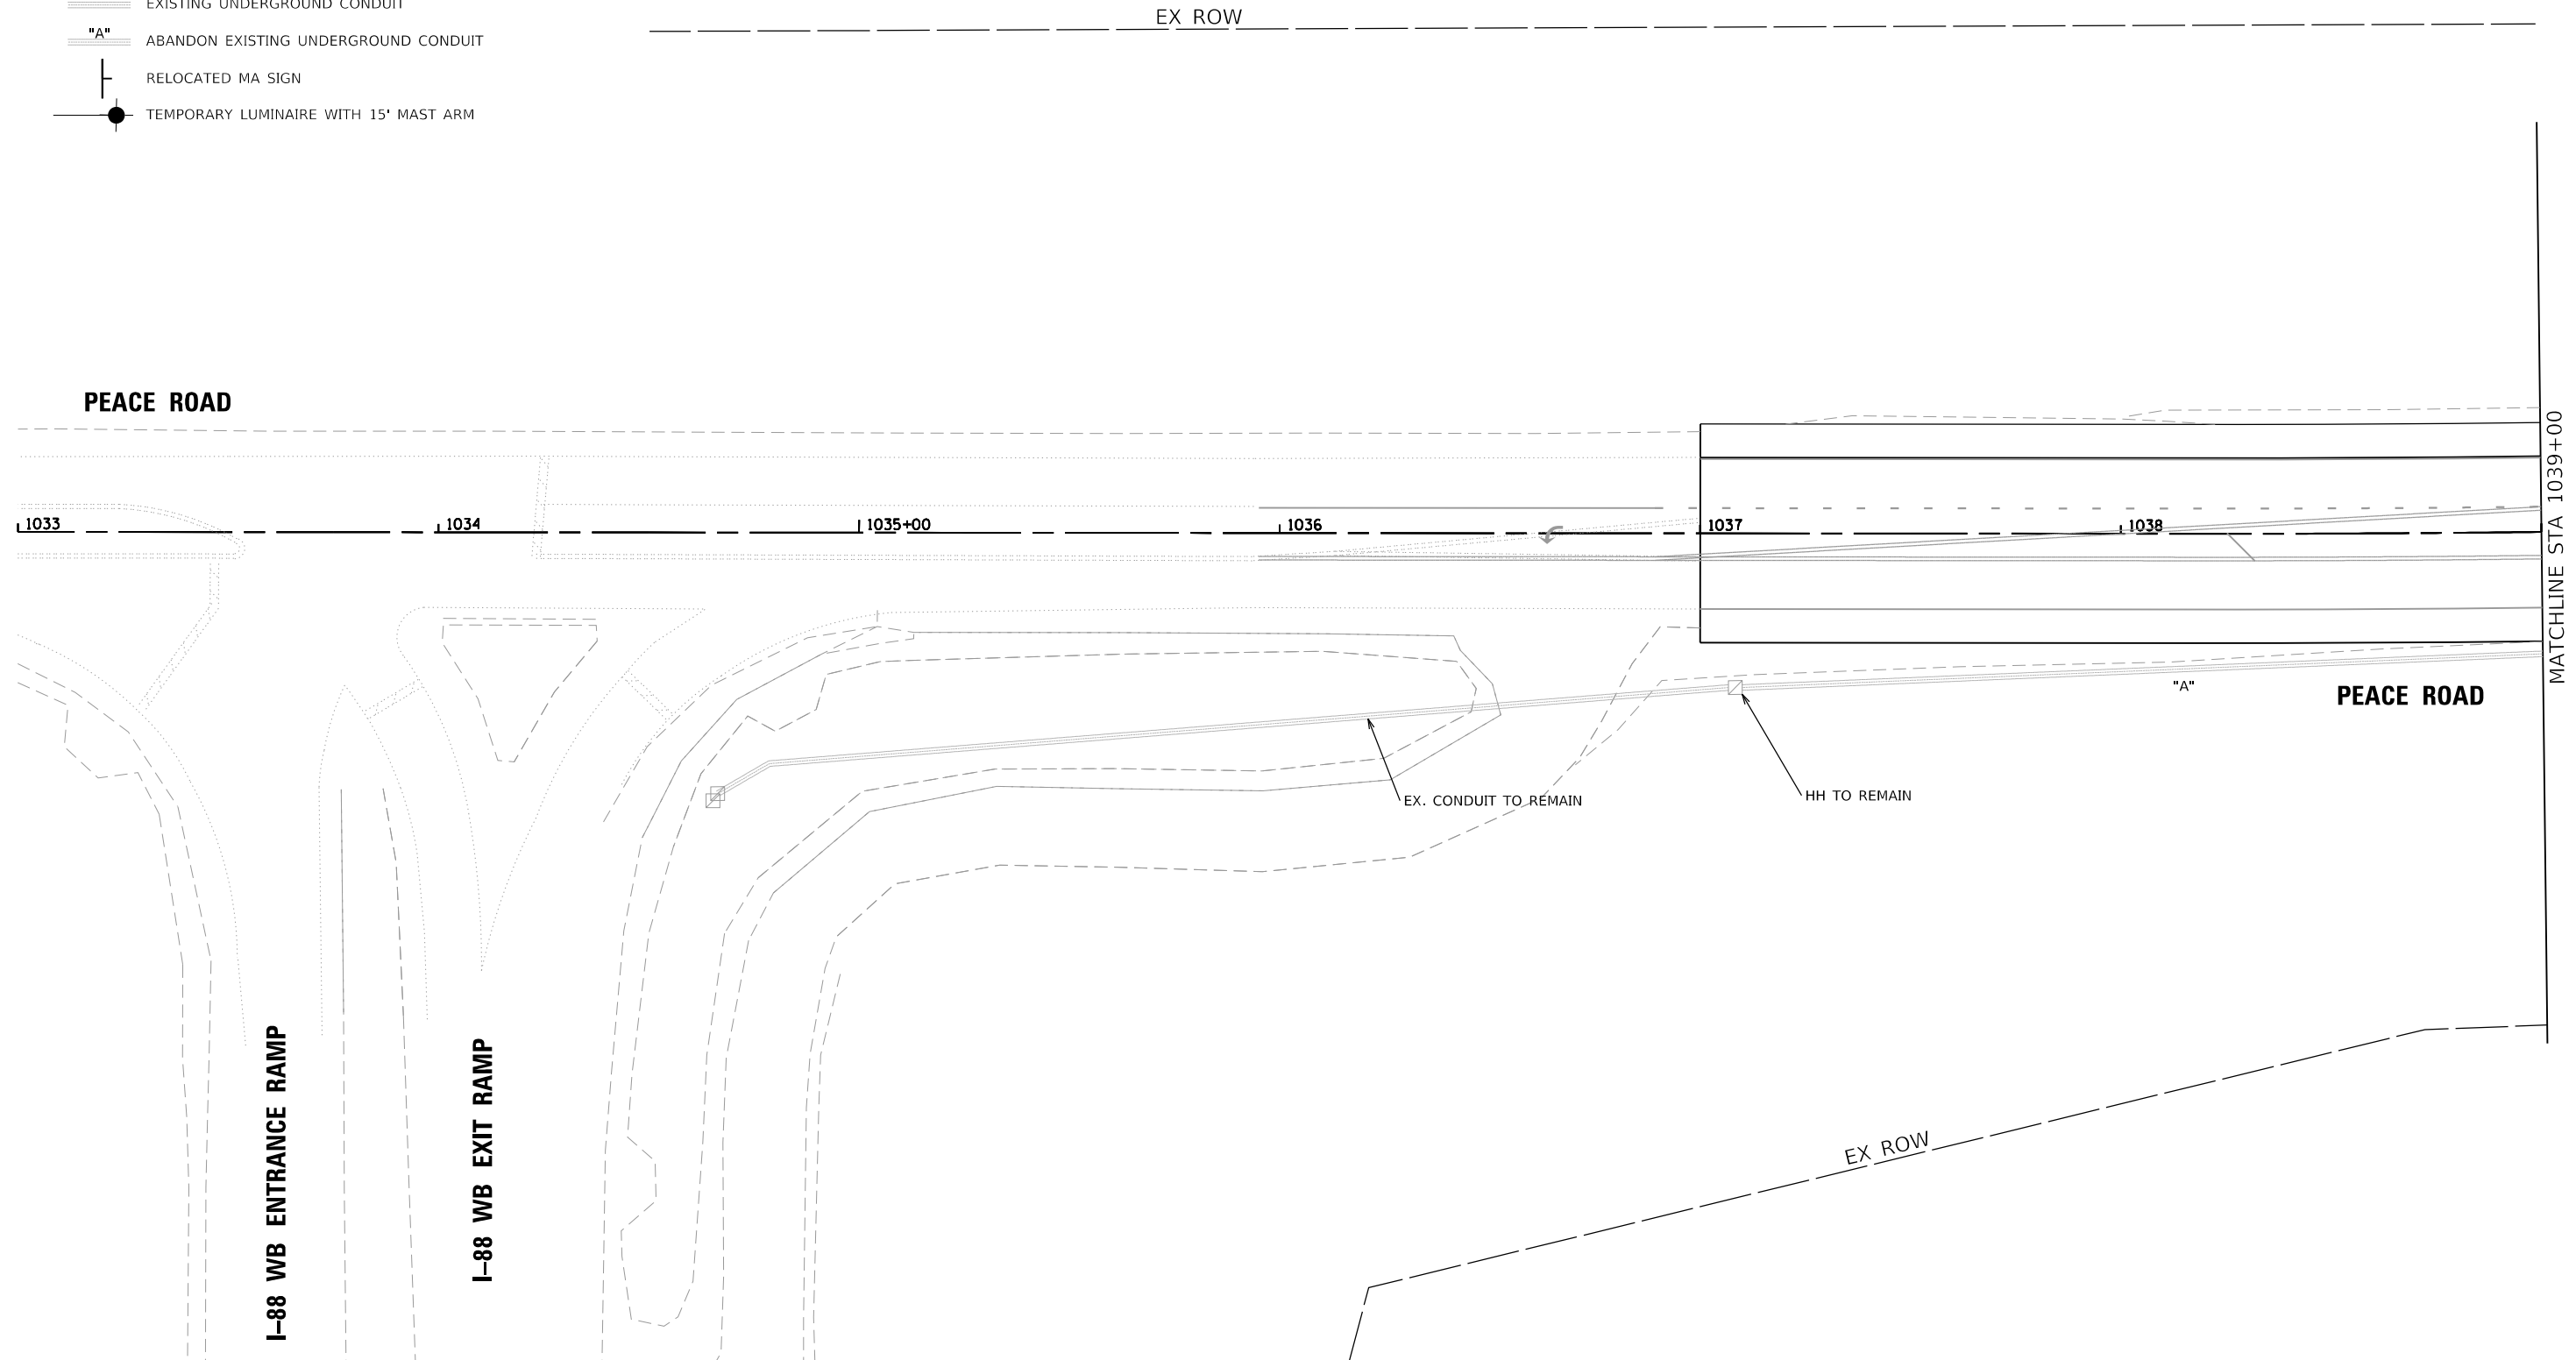 EXISTING UNDERGROUND CONDUIT
"A" ABANDON EXISTING UNDERGROUND CONDUIT
RELOCATED MA SIGN
TEMPORARY LUMINAIRE WITH 15' MAST ARM
EX ROW
PEACE ROAD
1033 1034 1035+00 1036 1037 1038
MATCHLINE STA 1039+00
"A"
PEACE ROAD
EX. CONDUIT TO REMAIN
HH TO REMAIN
I-88 WB ENTRANCE RAMP
I-88 WB EXIT RAMP
EX ROW